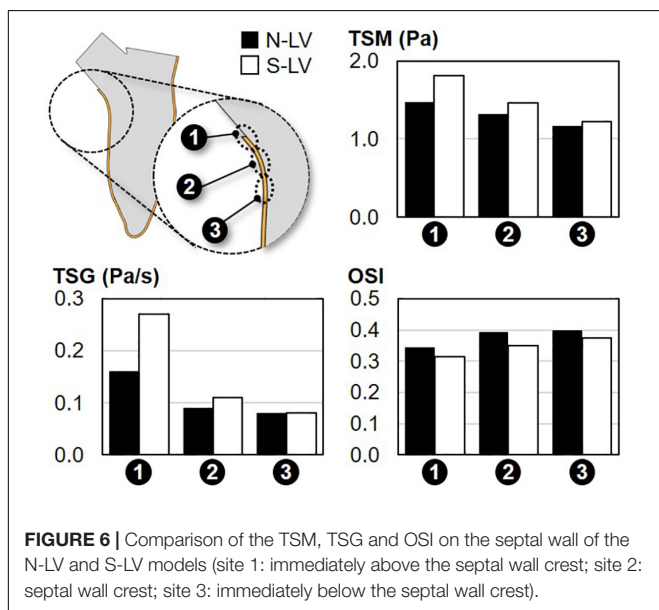 N-LV
S-LV
1
2
3
TSM (Pa)
2.0
1.0
0.0
1 2 3
TSG (Pa/s)
0.3
0.2
0.1
0.0
1 2 3
OSI
0.5
0.4
0.3
0.2
0.1
0.0
1 2 3
FIGURE 6 | Comparison of the TSM, TSG and OSI on the septal wall of the
N-LV and S-LV models (site 1: immediately above the septal wall crest; site 2:
septal wall crest; site 3: immediately below the septal wall crest).